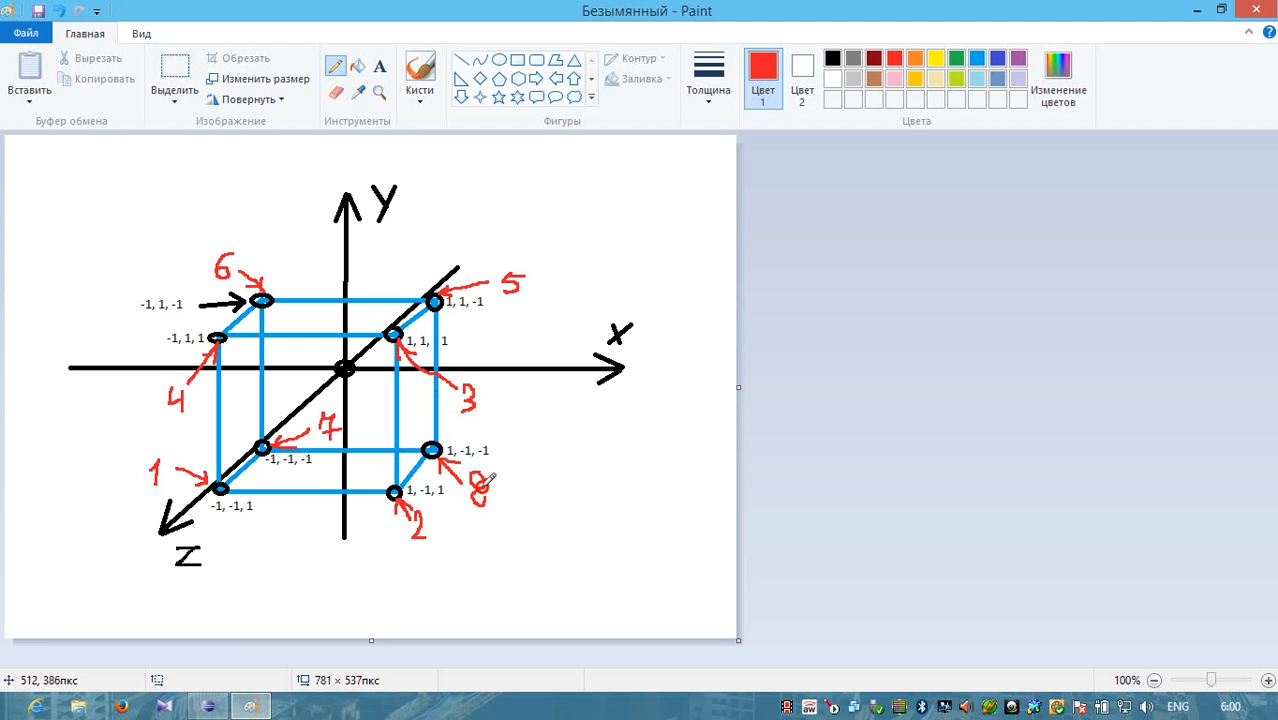 Безымянный - Paint
Файл Главная Вид
Вставить
Вырезать
Копировать
Буфер обмена
Выделить
Обрезать
Изменить размер
Повернуть
Изображение
A
Инструменты
Кисти
Контур
Заливка
Фигуры
Толщина
Цвет 1
Цвет 2
Изменение цветов
Цвета
y
6
5
-1, 1, -1
1, 1, -1
x
-1, 1, 1
1, 1, 1
4
3
7
1, -1, -1
-1, -1, -1
1
8
1, -1, 1
-1, -1, 1
2
z
512, 386пкс
781 × 537пкс
100%
aw
ENG
6:00